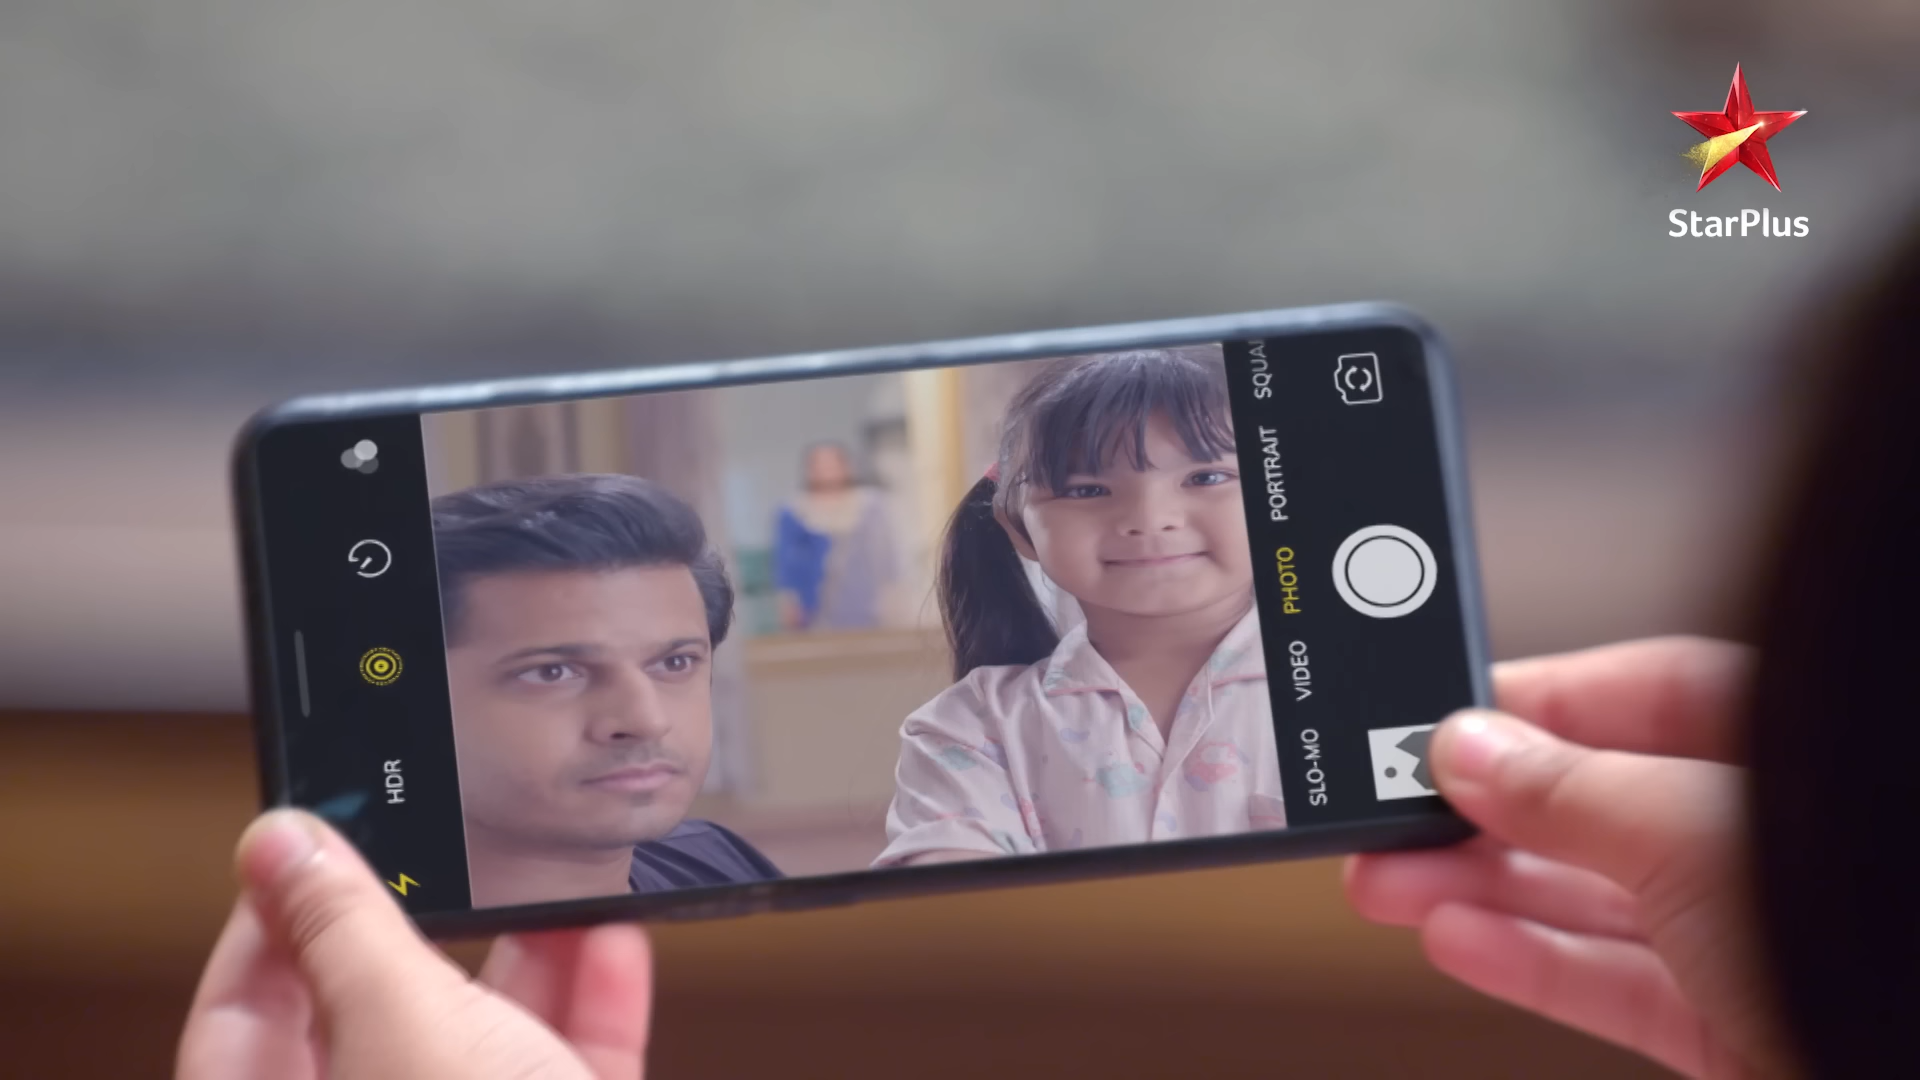 StarPlus
SQUA
PORTRAIT
PHOTO
VIDEO
SLO-MO
HDR